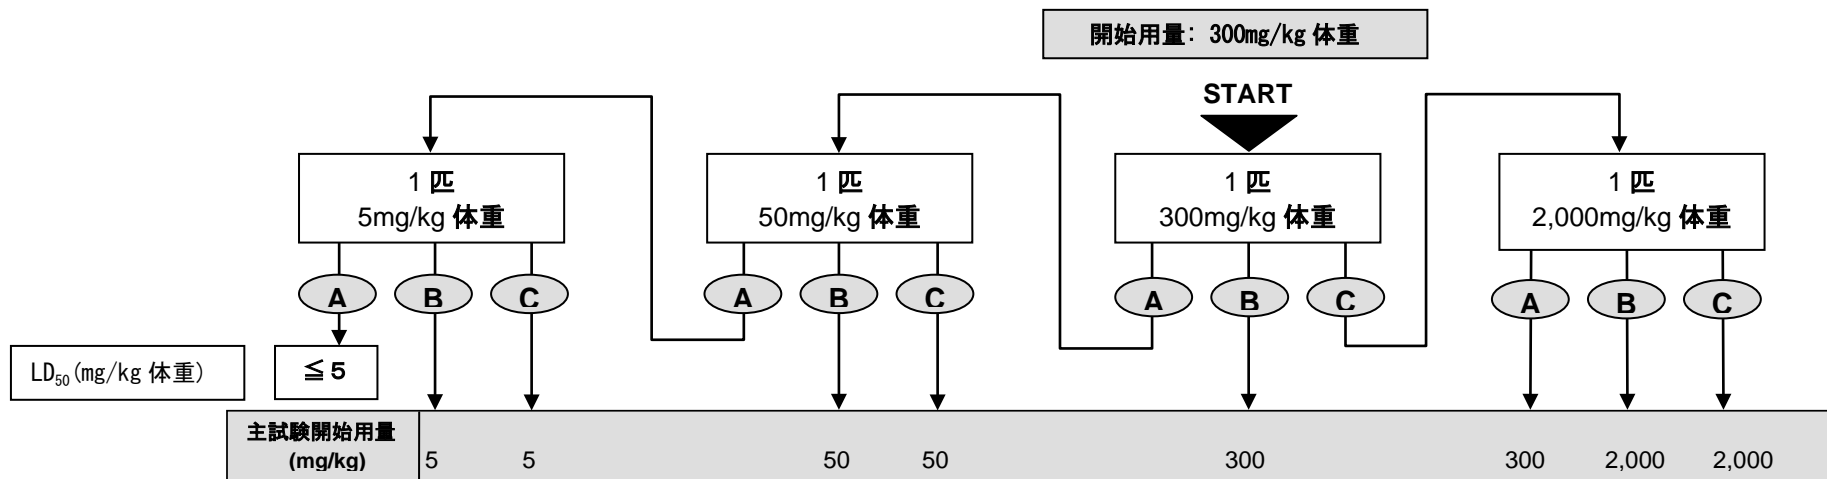 開始用量： 300mg/kg 体重
START
1 匹
5mg/kg 体重
1 匹
50mg/kg 体重
1 匹
300mg/kg 体重
1 匹
2,000mg/kg 体重
A B C A B C A B C A B C
LD₅₀(mg/kg 体重)
≦５
主試験開始用量
(mg/kg) 5 5 50 50 300 300 2,000 2,000